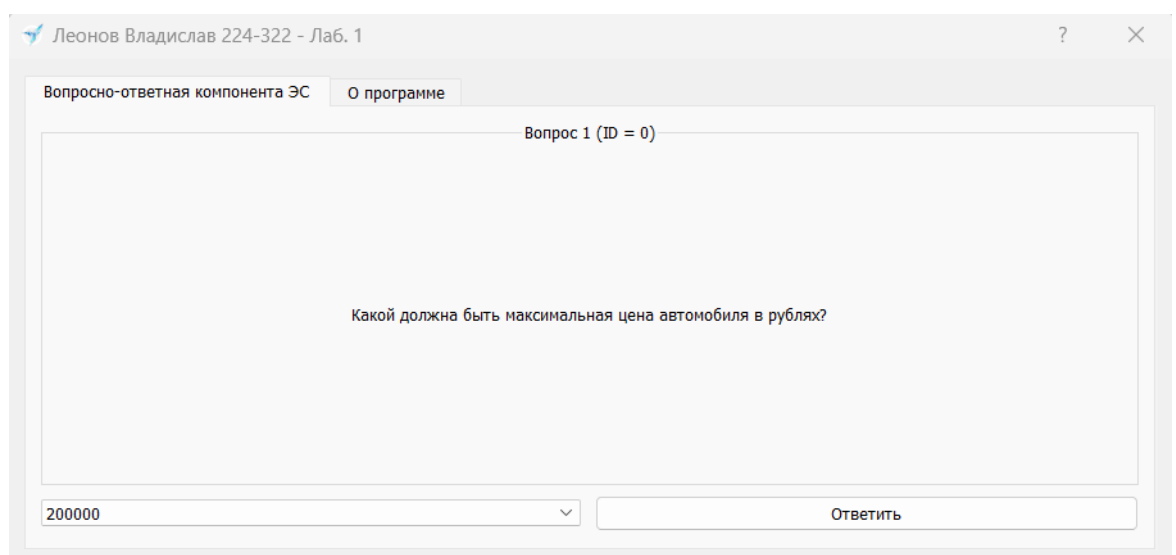 Леонов Владислав 224-322 - Лаб. 1 ?
Вопросно-ответная компонента ЭС О программе
Вопрос 1 (ID = 0)
Какой должна быть максимальная цена автомобиля в рублях?
200000 Ответить